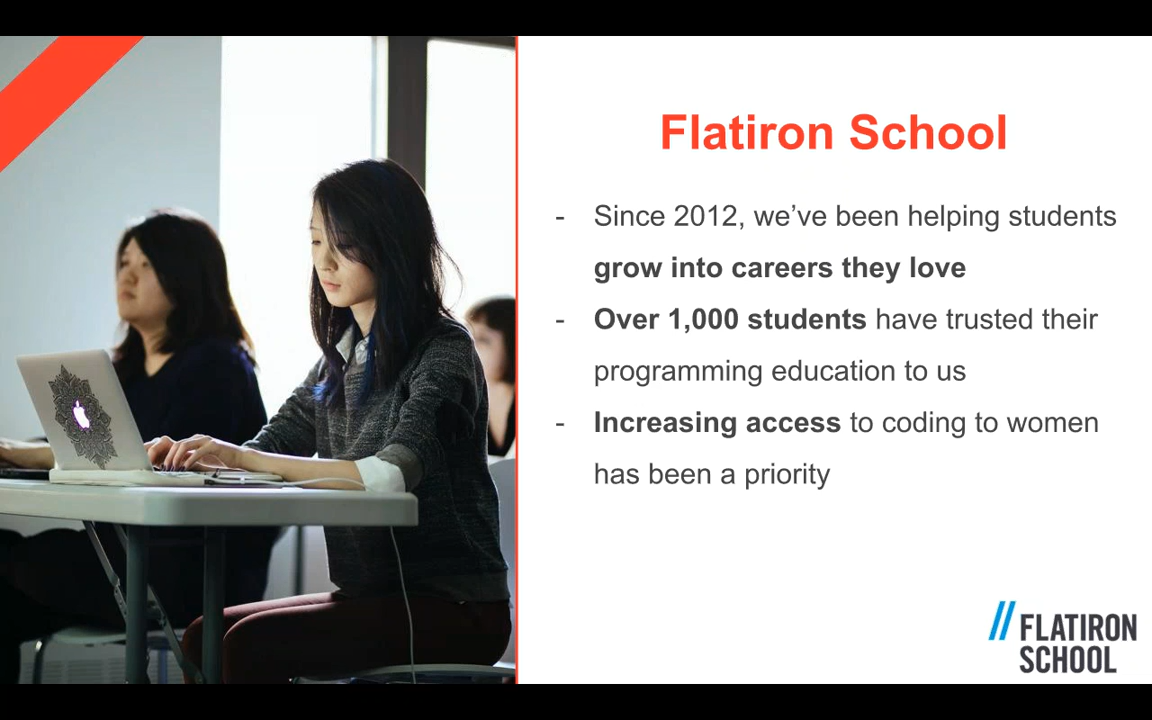 Flatiron School
- Since 2012, we’ve been helping students
grow into careers they love
- Over 1,000 students have trusted their
programming education to us
- Increasing access to coding to women
has been a priority
// FLATIRON
SCHOOL